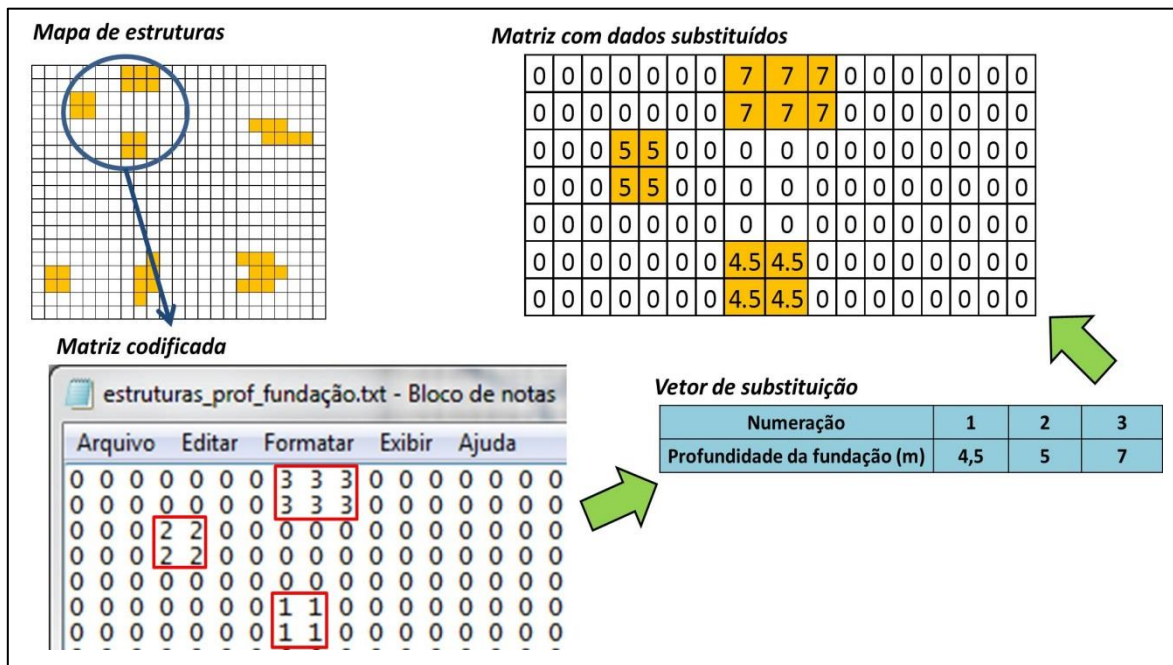 Mapa de estruturas
Matriz com dados substituídos
0 0 0 0 0 0 0 7 7 7 0 0 0 0 0 0 0
0 0 0 0 0 0 0 7 7 7 0 0 0 0 0 0 0
0 0 0 5 5 0 0 0 0 0 0 0 0 0 0 0 0
0 0 0 5 5 0 0 0 0 0 0 0 0 0 0 0 0
0 0 0 0 0 0 0 0 0 0 0 0 0 0 0 0 0
0 0 0 0 0 0 0 4.5 4.5 0 0 0 0 0 0 0 0
0 0 0 0 0 0 0 4.5 4.5 0 0 0 0 0 0 0 0
Matriz codificada
estruturas_prof_fundação.txt - Bloco de notas
Arquivo Editar Formatar Exibir Ajuda
0 0 0 0 0 0 0 3 3 3 0 0 0 0 0 0 0
0 0 0 0 0 0 0 3 3 3 0 0 0 0 0 0 0
0 0 0 2 2 0 0 0 0 0 0 0 0 0 0 0 0
0 0 0 2 2 0 0 0 0 0 0 0 0 0 0 0 0
0 0 0 0 0 0 0 0 0 0 0 0 0 0 0 0 0
0 0 0 0 0 0 0 1 1 0 0 0 0 0 0 0 0
0 0 0 0 0 0 0 1 1 0 0 0 0 0 0 0 0
Vetor de substituição
Numeração 1 2 3
Profundidade da fundação (m) 4,5 5 7